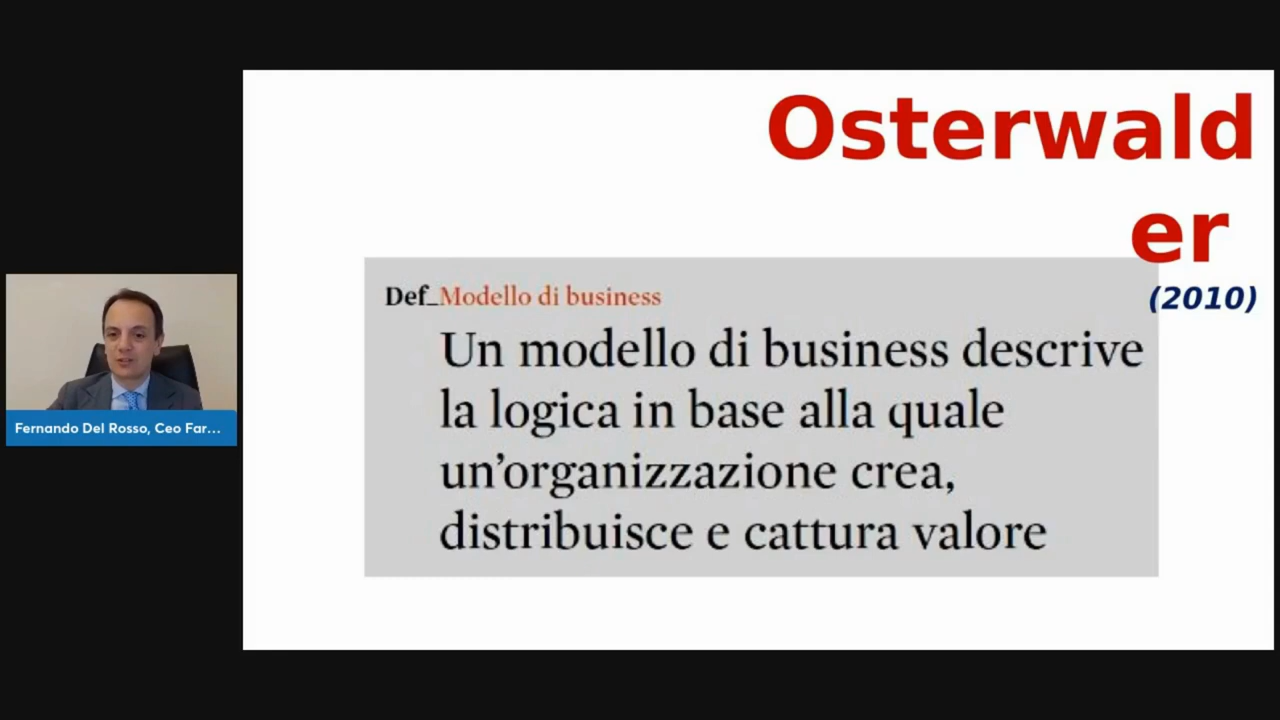 Osterwald
er
(2010)
Def_Modello di business
Un modello di business descrive
la logica in base alla quale
un’organizzazione crea,
distribuisce e cattura valore
Fernando Del Rosso, Ceo Far...